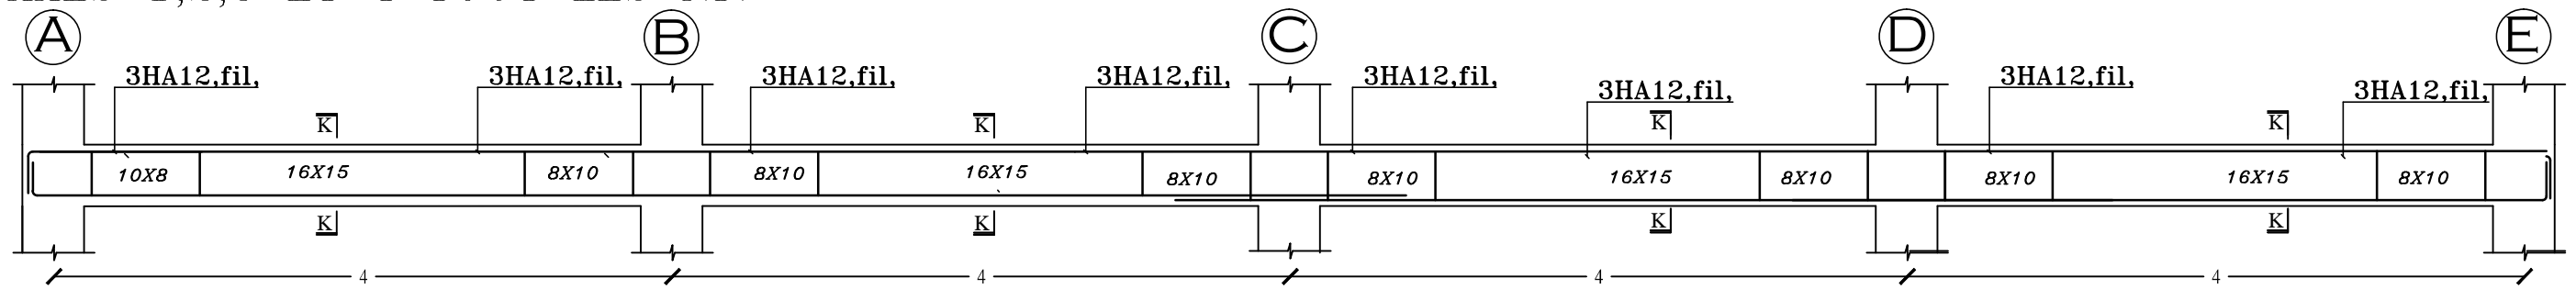 A B C D E
3HA12,fil, 3HA12,fil, 3HA12,fil, 3HA12,fil, 3HA12,fil, 3HA12,fil, 3HA12,fil, 3HA12,fil,
K K K K
10X8 16X15 8X10 8X10 16X15 8X10 8X10 16X15 8X10 8X10 16X15 8X10
K K K K
4 4 4 4